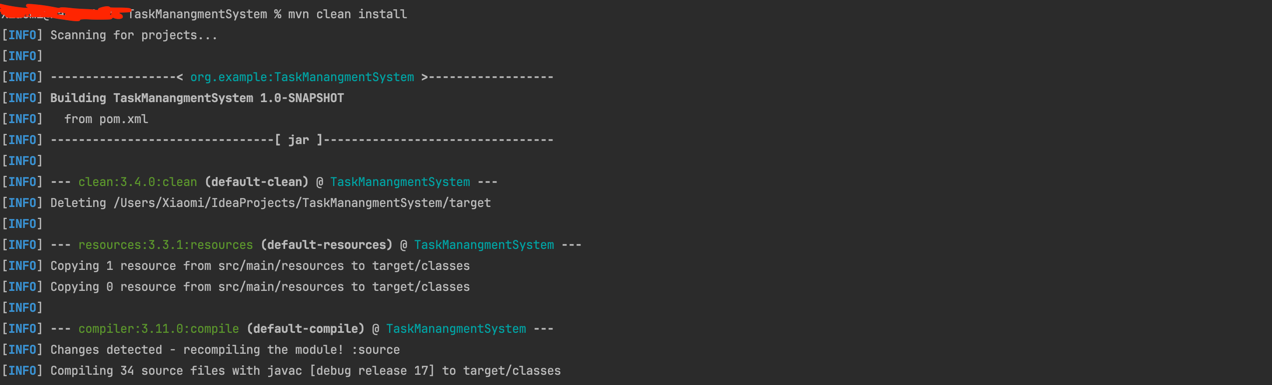 TaskManangmentSystem % mvn clean install
[INFO] Scanning for projects...
[INFO]
[INFO] ------------------< org.example:TaskManangmentSystem >------------------
[INFO] Building TaskManangmentSystem 1.0-SNAPSHOT
[INFO]   from pom.xml
[INFO] --------------------------------[ jar ]---------------------------------
[INFO]
[INFO] --- clean:3.4.0:clean (default-clean) @ TaskManangmentSystem ---
[INFO] Deleting /Users/Xiaomi/IdeaProjects/TaskManangmentSystem/target
[INFO]
[INFO] --- resources:3.3.1:resources (default-resources) @ TaskManangmentSystem ---
[INFO] Copying 1 resource from src/main/resources to target/classes
[INFO] Copying 0 resource from src/main/resources to target/classes
[INFO]
[INFO] --- compiler:3.11.0:compile (default-compile) @ TaskManangmentSystem ---
[INFO] Changes detected - recompiling the module! :source
[INFO] Compiling 34 source files with javac [debug release 17] to target/classes